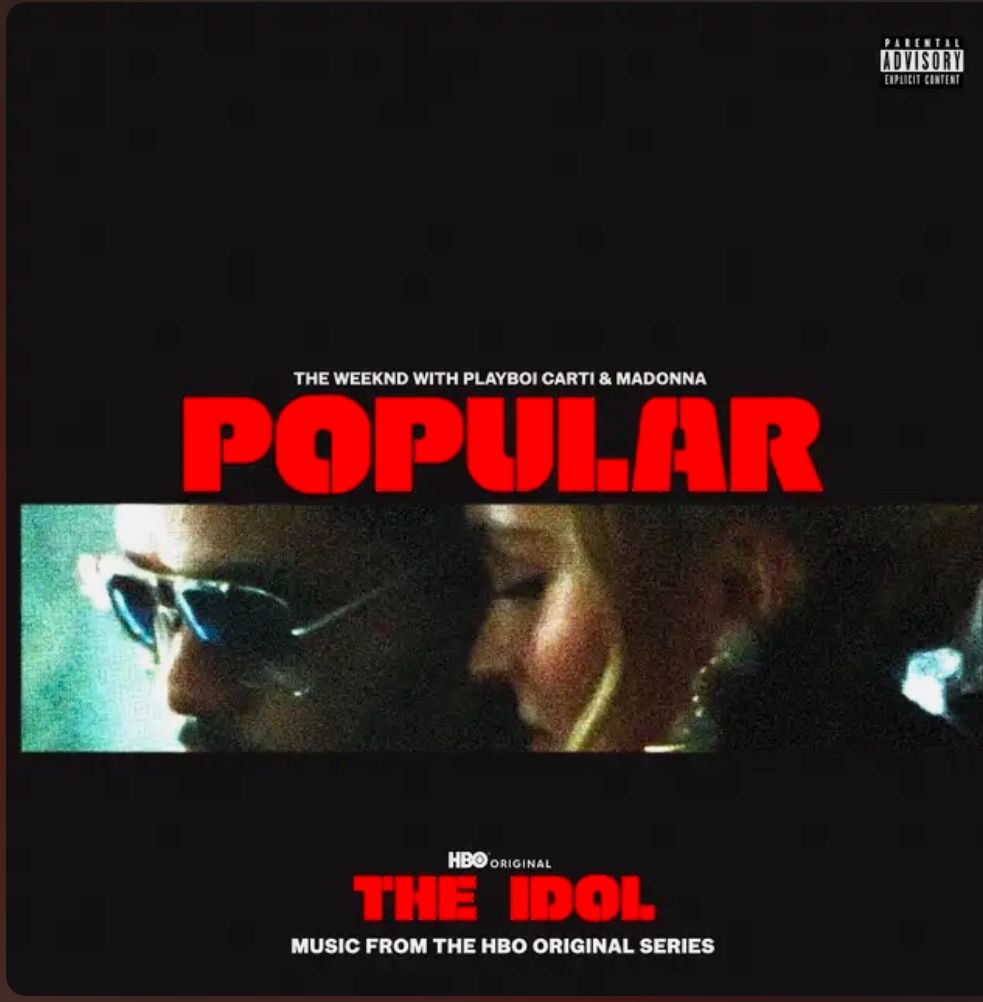 PARENTAL
ADVISORY
EXPLICIT CONTENT
THE WEEKND WITH PLAYBOI CARTI & MADONNA
POPULAR
HBO ORIGINAL
THE IDOL
MUSIC FROM THE HBO ORIGINAL SERIES